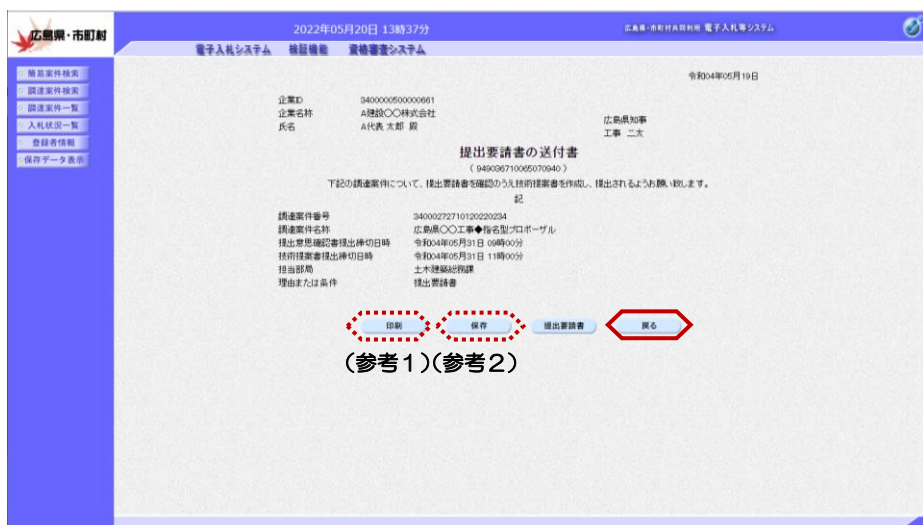 広島県・市町村
2022年05月20日 13時37分
広島県・市町村共同利用 電子入札等システム
電子入札システム 検証機能 資格審査システム
簡易案件検索
調達案件検索
調達案件一覧
入札状況一覧
登録者情報
保存データ表示
令和04年05月19日
企業ID 3400000500000661
企業名称 A建設〇〇株式会社
氏名 A代表 太郎 殿
広島県知事
工事 二太
提出要請書の送付書
( 949036710065070940 )
下記の調達案件について、提出要請書を確認のうえ技術提案書を作成し、提出されるようお願い致します。
記
調達案件番号 34000272710120220234
調達案件名称 広島県〇〇工事◆指名型プロポーザル
提出意思確認書提出締切日時 令和04年05月31日 09時00分
技術提案書提出締切日時 令和04年05月31日 11時00分
担当部局 土木建築総務課
理由または条件 提出要請書
印刷 保存 提出要請書 戻る
(参考1)(参考2)